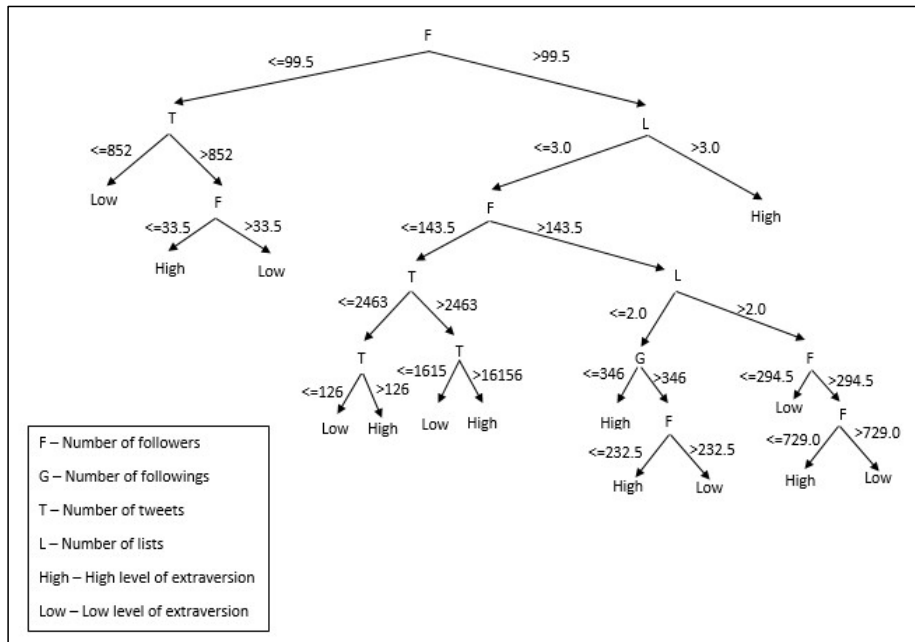 F
<=99.5
>99.5
T
L
<=852
>852
<=3.0
>3.0
Low
F
F
High
<=33.5
>33.5
<=143.5
>143.5
High
Low
T
L
<=2463
>2463
<=2.0
>2.0
T
T
G
F
<=126
>126
<=1615
>16156
<=346
>346
<=294.5
>294.5
Low
High
Low
High
High
F
Low
F
<=232.5
>232.5
<=729.0
>729.0
High
Low
High
Low
F – Number of followers
G – Number of followings
T – Number of tweets
L – Number of lists
High – High level of extraversion
Low – Low level of extraversion